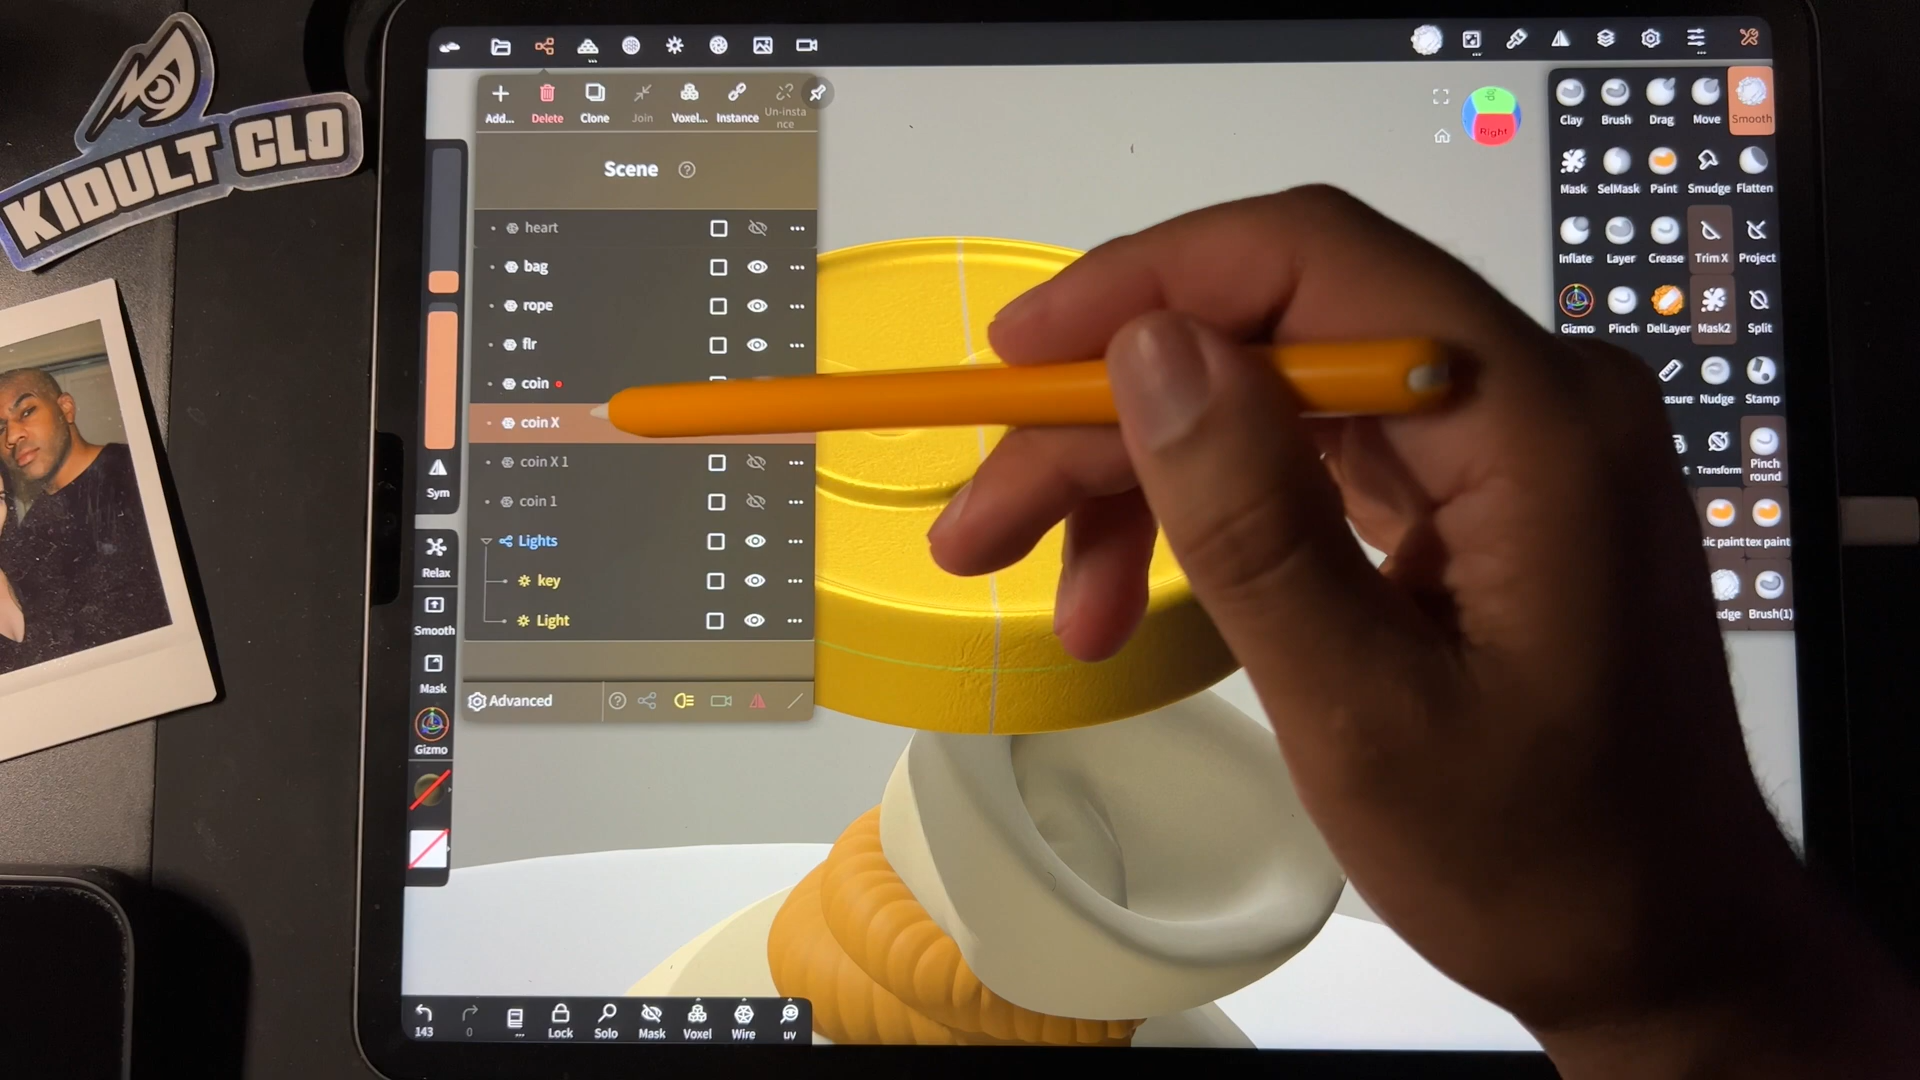 KIDULT CLO
Add... Delete Clone Join Voxel... Instance Un-insta
nce
Scene
heart
bag
rope
flr
coin
coin X
coin X 1
coin 1
Lights
key
Light
Advanced
Sym
Relax
Smooth
Mask
Gizmo
143 0 Lock Solo Mask Voxel Wire uv
Right
Clay Brush Drag Move Smooth
Mask SelMask Paint Smudge Flatten
Inflate Layer Crease Trim X Project
Gizmo Pinch DelLayer Mask2 Split
Nudge Stamp
Transform Pinch
round
paint tex paint
Brush(1)